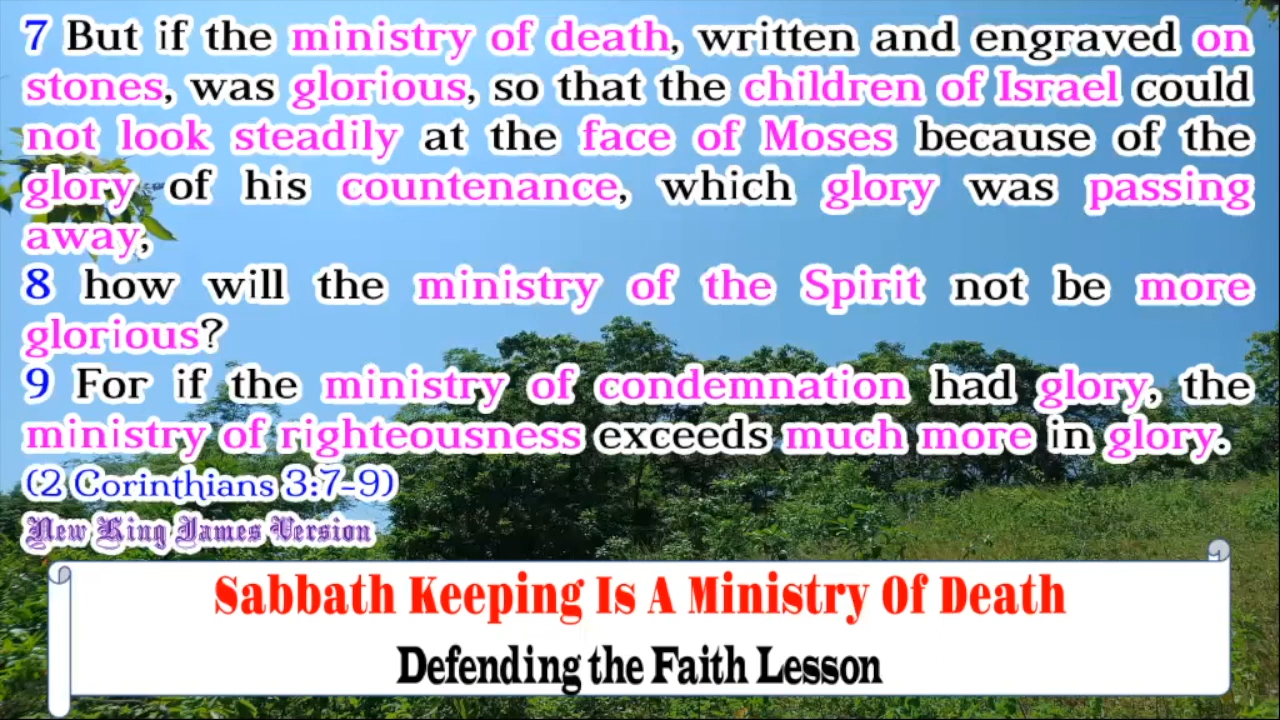 7 But if the ministry of death, written and engraved on
stones, was glorious, so that the children of Israel could
not look steadily at the face of Moses because of the
glory of his countenance, which glory was passing
away,
8 how will the ministry of the Spirit not be more
glorious?
9 For if the ministry of condemnation had glory, the
ministry of righteousness exceeds much more in glory.
(2 Corinthians 3:7-9)
New King James Version
Sabbath Keeping Is A Ministry Of Death
Defending the Faith Lesson